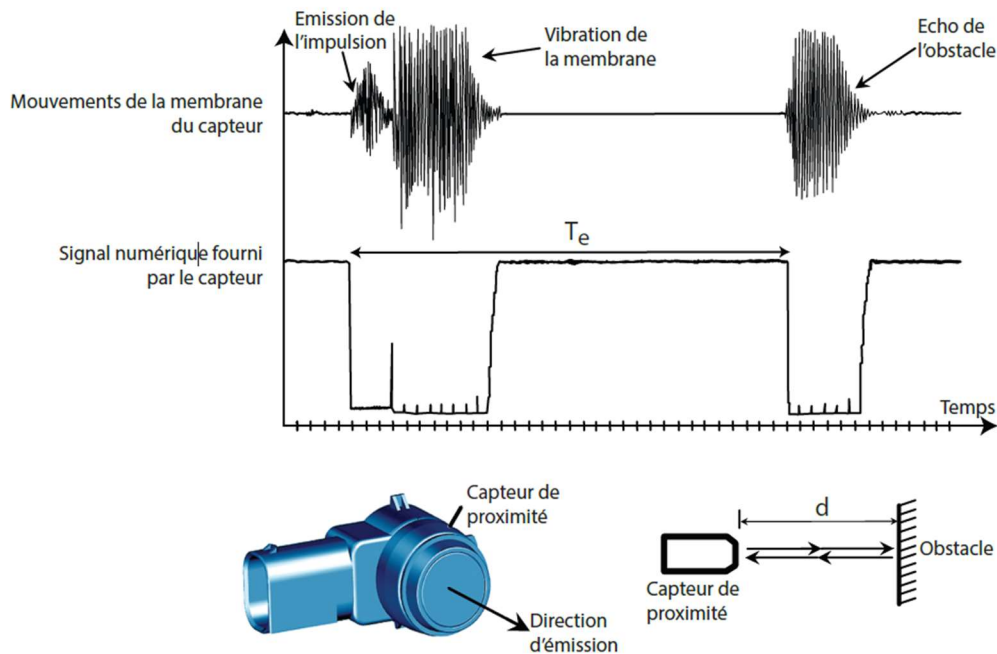 Emission de
l'impulsion
Vibration de
la membrane
Echo de
l'obstacle
Mouvements de la membrane
du capteur
Te
Signal numérique fourni
par le capteur
Temps
Capteur de
proximité
Direction
d'émission
d
Obstacle
Capteur de
proximité